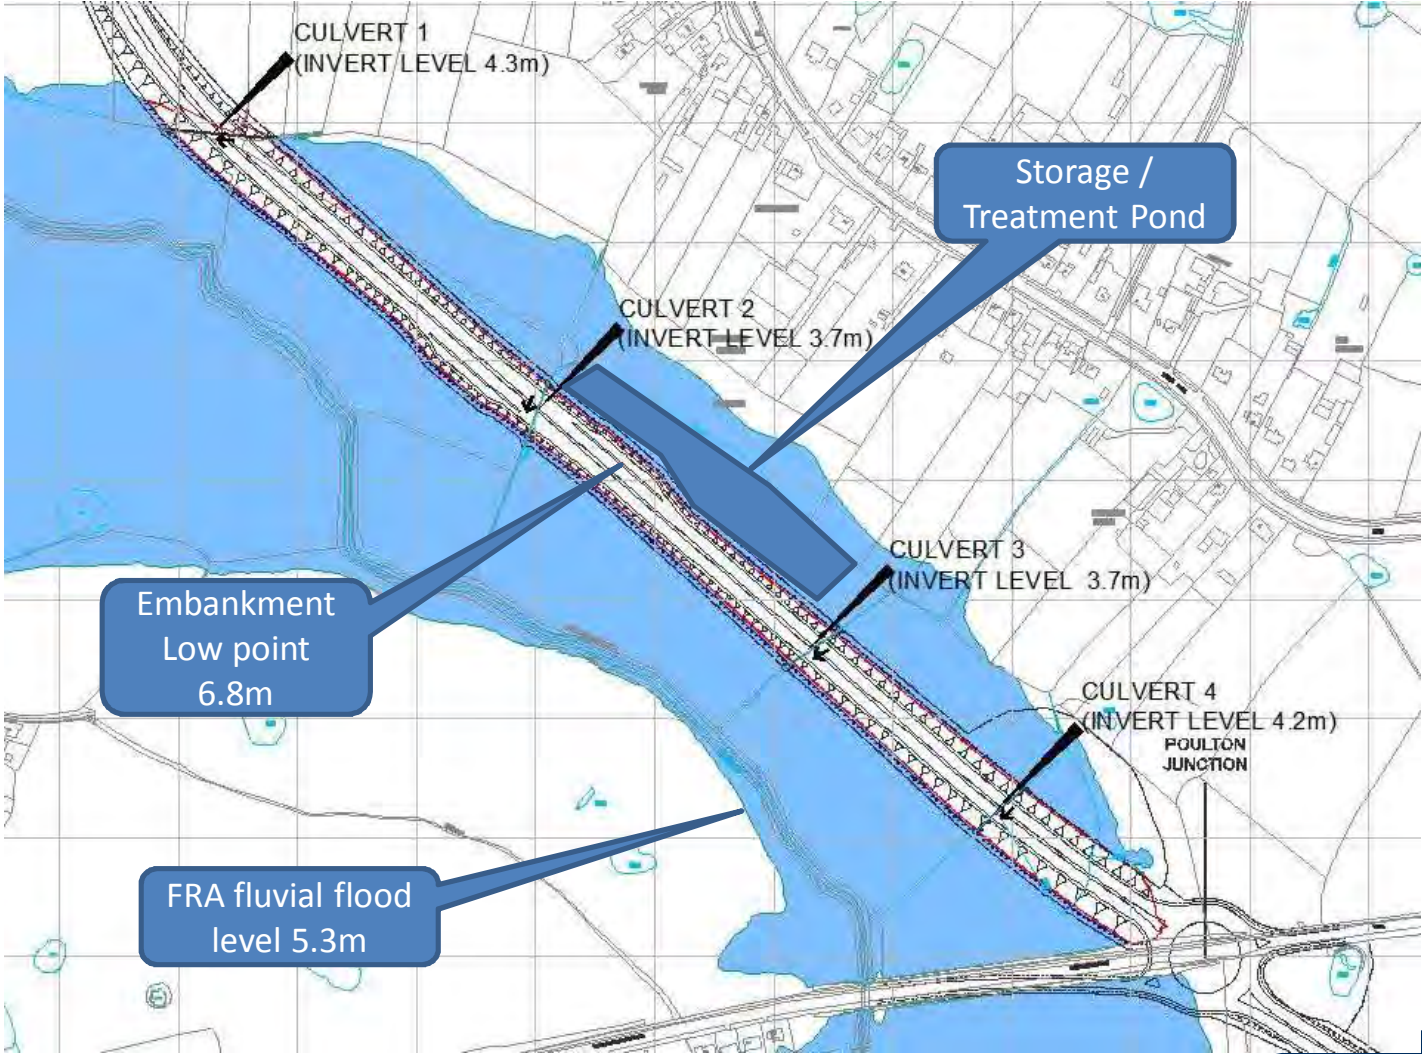 CULVERT 1
(INVERT LEVEL 4.3m)
Storage /
Treatment Pond
CULVERT 2
(INVERT LEVEL 3.7m)
CULVERT 3
(INVERT LEVEL 3.7m)
Embankment
Low point
6.8m
CULVERT 4
(INVERT LEVEL 4.2m)
POULTON
JUNCTION
FRA fluvial flood
level 5.3m